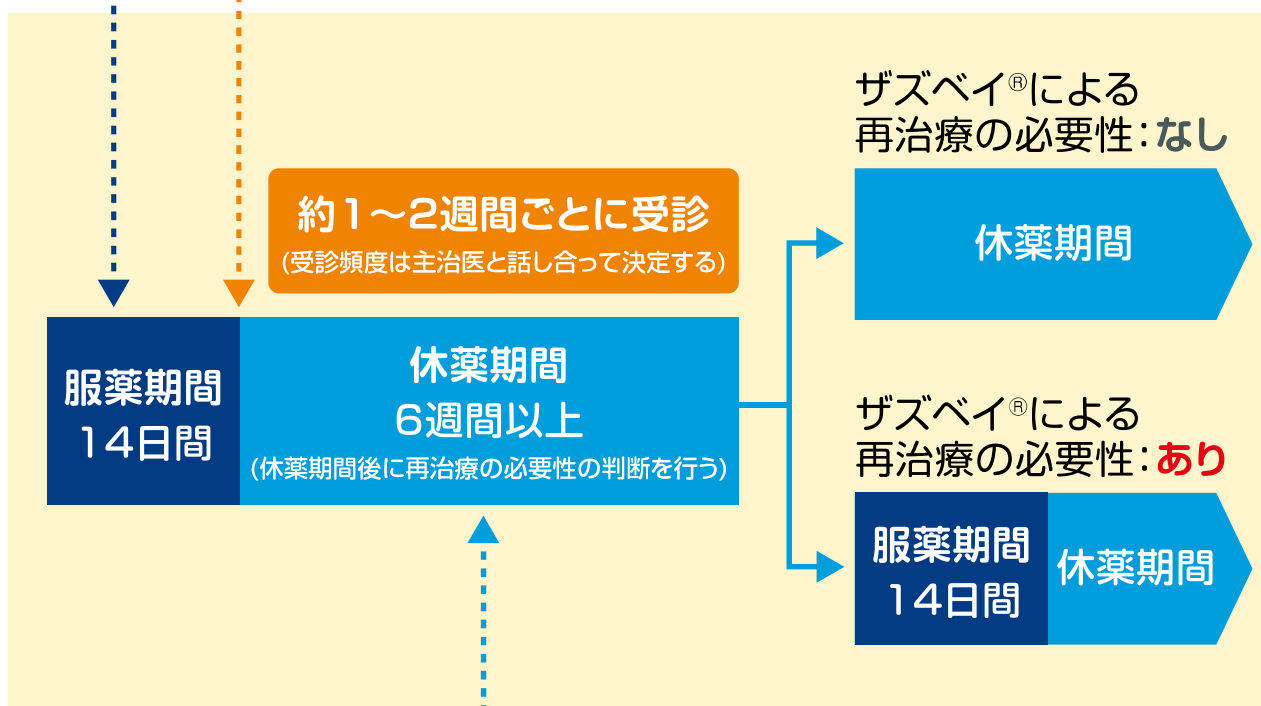 約1〜2週間ごとに受診
(受診頻度は主治医と話し合って決定する)
服薬期間
14日間
休薬期間
6週間以上
(休薬期間後に再治療の必要性の判断を行う)
ザズベイ®による
再治療の必要性：なし
休薬期間
ザズベイ®による
再治療の必要性：あり
服薬期間
14日間
休薬期間